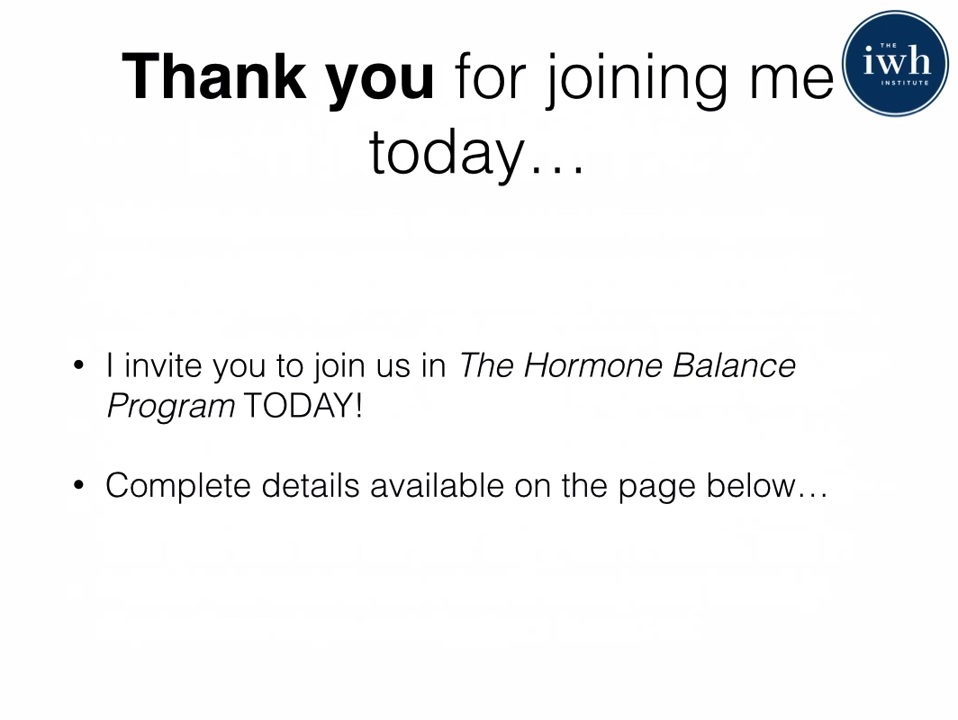 Thank you for joining me
today…
THE
iwh
INSTITUTE
• I invite you to join us in The Hormone Balance
Program TODAY!
• Complete details available on the page below…